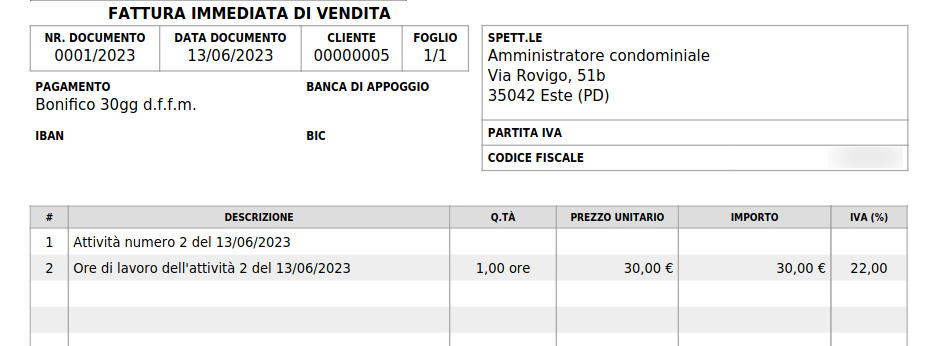 FATTURA IMMEDIATA DI VENDITA
NR. DOCUMENTO DATA DOCUMENTO CLIENTE FOGLIO
0001/2023 13/06/2023 00000005 1/1
PAGAMENTO BANCA DI APPOGGIO
Bonifico 30gg d.f.f.m.
IBAN BIC
SPETT.LE
Amministratore condominiale
Via Rovigo, 51b
35042 Este (PD)
PARTITA IVA
CODICE FISCALE
# DESCRIZIONE Q.TÀ PREZZO UNITARIO IMPORTO IVA (%)
1 Attività numero 2 del 13/06/2023
2 Ore di lavoro dell'attività 2 del 13/06/2023 1,00 ore 30,00 € 30,00 € 22,00